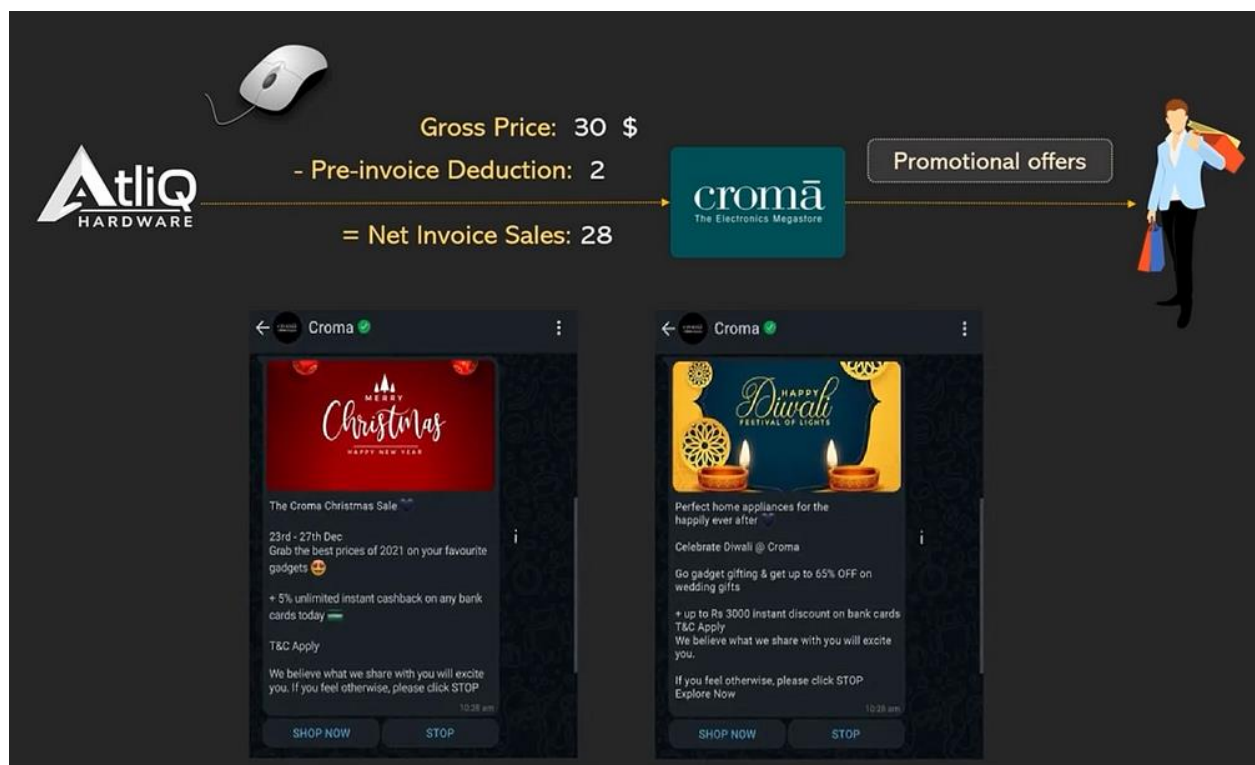 Gross Price: 30 $
- Pre-invoice Deduction: 2
= Net Invoice Sales: 28
AtliQ
HARDWARE
cromā
The Electronics Megastore
Promotional offers
Croma
MERRY
Christmas
HAPPY NEW YEAR
The Croma Christmas Sale
23rd - 27th Dec
Grab the best prices of 2021 on your favourite
gadgets
+ 5% unlimited instant cashback on any bank
cards today
T&C Apply
We believe what we share with you will excite
you. If you feel otherwise, please click STOP
10:28 am
SHOP NOW
STOP
i
Croma
HAPPY
Diwali
FESTIVAL OF LIGHTS
Perfect home appliances for the
happily ever after
Celebrate Diwali @ Croma
Go gadget gifting & get up to 65% OFF on
wedding gifts
+ up to Rs 3000 instant discount on bank cards
T&C Apply
We believe what we share with you will excite
you.
If you feel otherwise, please click STOP
Explore Now
10:28 am
SHOP NOW
STOP
i